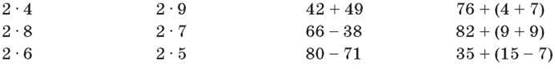 2 · 4 2 · 9 42 + 49 76 + (4 + 7)
2 · 8 2 · 7 66 – 38 82 + (9 + 9)
2 · 6 2 · 5 80 – 71 35 + (15 – 7)